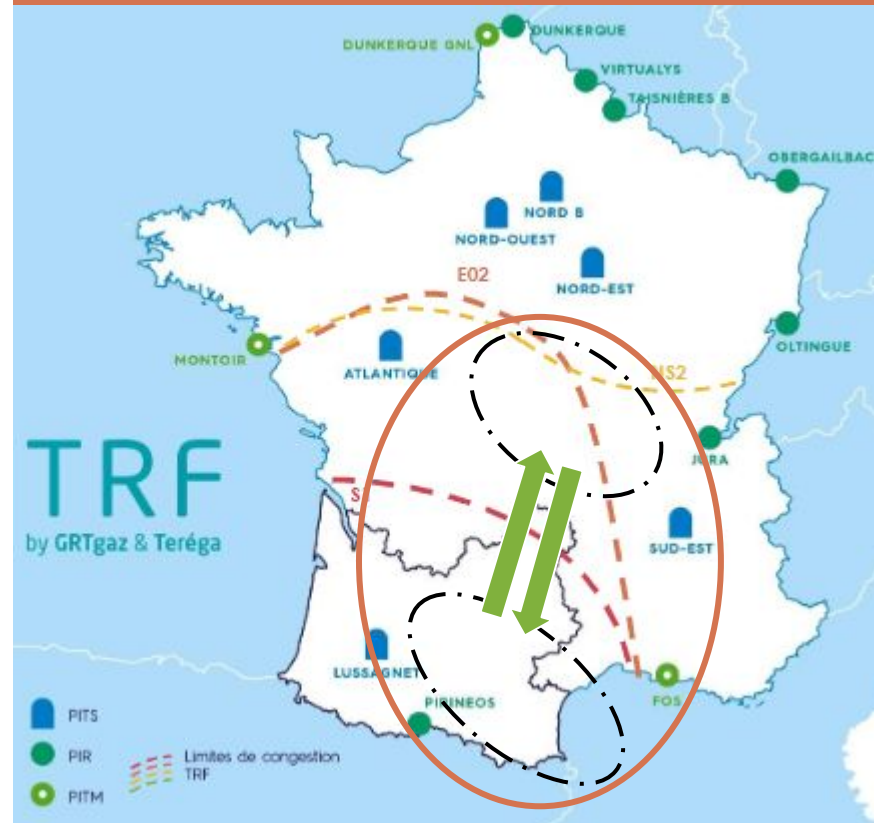 DUNKERQUE
DUNKERQUE GNL
VIRTUALYS
TAISNIÈRES B
OBERGAILBAC
NORD B
NORD-OUEST
E02
NORD-EST
MONTOIR
ATLANTIQUE
NS2
OLTINGUE
JURA
TRF
by GRTgaz & Teréga
SUD-EST
LUSSAGNET
PIRINEOS
FOS
PITS
PIR
PITM
Limites de congestion
TRF